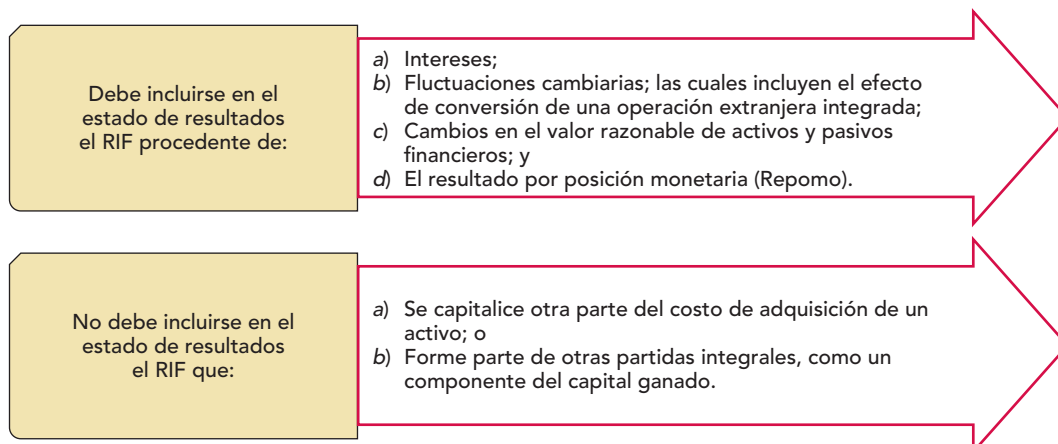 Debe incluirse en el
estado de resultados
el RIF procedente de:
a) Intereses;
b) Fluctuaciones cambiarias; las cuales incluyen el efecto
de conversión de una operación extranjera integrada;
c) Cambios en el valor razonable de activos y pasivos
financieros; y
d) El resultado por posición monetaria (Repomo).
No debe incluirse en el
estado de resultados
el RIF que:
a) Se capitalice otra parte del costo de adquisición de un
activo; o
b) Forme parte de otras partidas integrales, como un
componente del capital ganado.